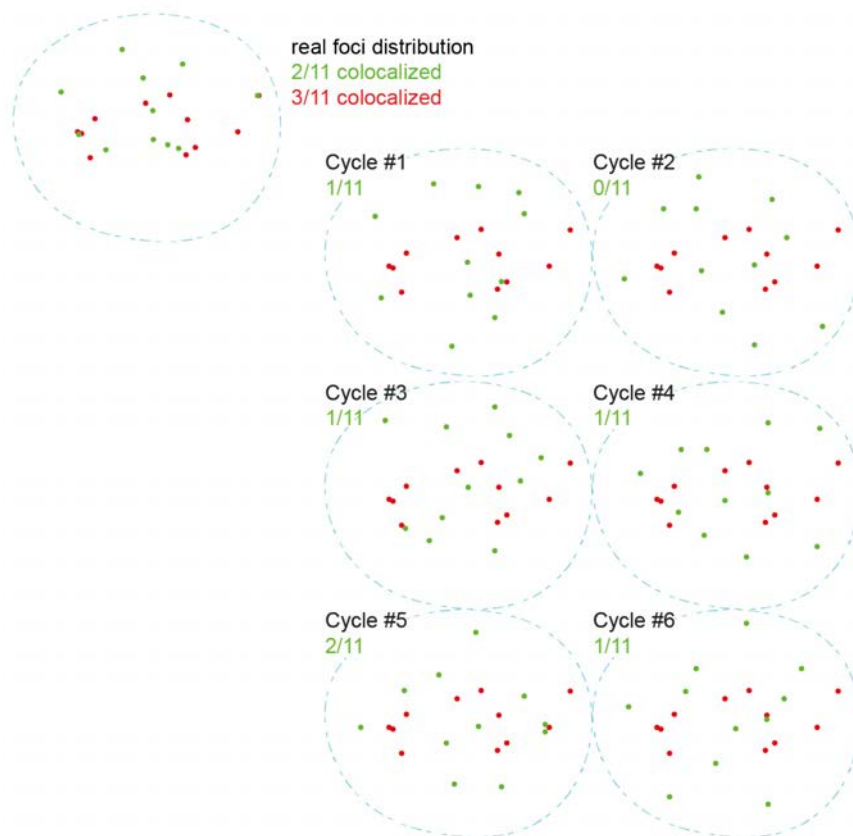 real foci distribution
2/11 colocalized
3/11 colocalized
Cycle #1
1/11
Cycle #2
0/11
Cycle #3
1/11
Cycle #4
1/11
Cycle #5
2/11
Cycle #6
1/11